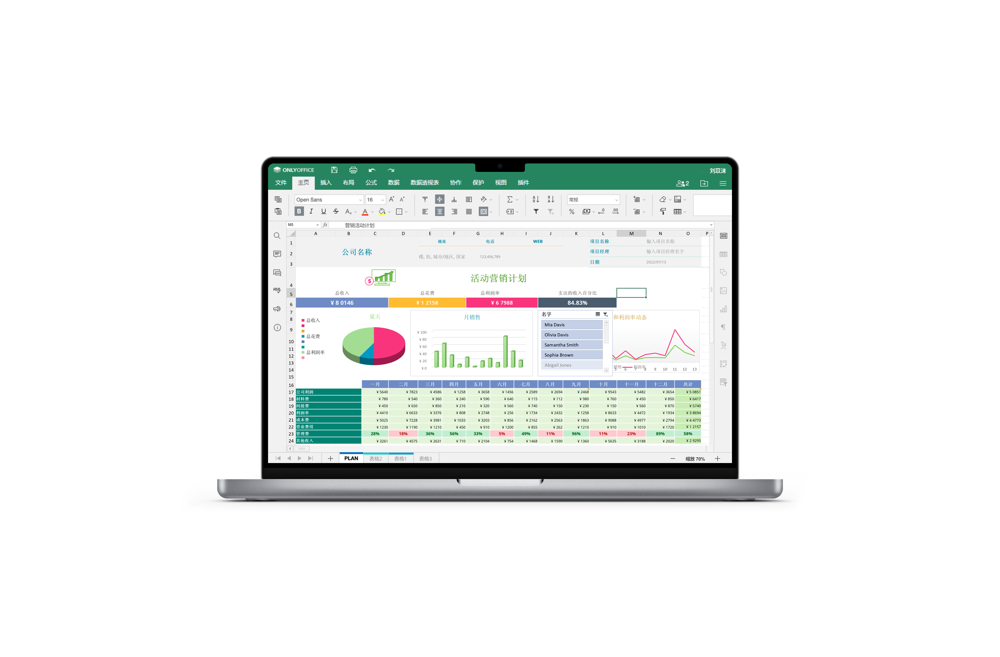 ONLYOFFICE
刘苡沫
文件 主页 插入 布局 公式 数据 数据透视表 协作 保护 视图 插件
2
Open Sans 16 常规
B I U S A₂ A % .0 .00
M5 fx 营销活动计划
A B C D E F G H I J K L M N O P
1 地址 电话 WEB 项目名称 输入项目名称
2 公司名称 楼, 街, 城市/地区, 国家 123,456,789 项目经理 输入项目经理名字
3 日期 2022/07/13
4 $ 活动营销计划
5 总收入 总花费 总利润率 支出的收入百分比
6 ¥ 8 0146 ¥ 1 2158 ¥ 6 7988 84.83%
7
8
9
10
11
12
13
14
15
夏天
总收入
总花费
总利润率
月销售
¥ 100
¥ 80
¥ 60
¥ 40
¥ 20
¥ 0
名字
Mia Davis
Olivia Davis
Samantha Smith
Sophia Brown
Abigail Jones
和利润率动态
销售 利润率
5 6 7 8 9 10 11 12 13
16 一月 二月 三月 四月 五月 六月 七月 八月 九月 十月 十一月 十二月 共计
17 公司利润 ¥ 5640 ¥ 7823 ¥ 4586 ¥ 1258 ¥ 3658 ¥ 1456 ¥ 2589 ¥ 2694 ¥ 2468 ¥ 9543 ¥ 5482 ¥ 3654 ¥ 5 0851
18 材料费 ¥ 780 ¥ 540 ¥ 360 ¥ 240 ¥ 590 ¥ 640 ¥ 115 ¥ 112 ¥ 980 ¥ 760 ¥ 450 ¥ 850 ¥ 6417
19 间接费 ¥ 450 ¥ 650 ¥ 850 ¥ 210 ¥ 320 ¥ 560 ¥ 740 ¥ 150 ¥ 230 ¥ 150 ¥ 560 ¥ 870 ¥ 5740
20 利润率 ¥ 4410 ¥ 6633 ¥ 3376 ¥ 808 ¥ 2748 ¥ 256 ¥ 1734 ¥ 2432 ¥ 1258 ¥ 8633 ¥ 4472 ¥ 1934 ¥ 3 8694
21 成本费 ¥ 5025 ¥ 7228 ¥ 3981 ¥ 1033 ¥ 3203 ¥ 856 ¥ 2162 ¥ 2563 ¥ 1863 ¥ 9088 ¥ 4977 ¥ 2794 ¥ 4 4773
22 营业费用 ¥ 1230 ¥ 1190 ¥ 1210 ¥ 450 ¥ 910 ¥ 1200 ¥ 855 ¥ 262 ¥ 1210 ¥ 910 ¥ 1010 ¥ 1720 ¥ 1 2157
23 管理费 28% 18% 36% 56% 33% 5% 49% 11% 96% 11% 23% 89% 58%
24 其他收入 ¥ 3261 ¥ 4575 ¥ 2631 ¥ 710 ¥ 2104 ¥ 754 ¥ 1468 ¥ 1590 ¥ 1360 ¥ 5635 ¥ 3188 ¥ 2020 ¥ 2 9295
PLAN 表格2 表格1 表格3
缩放 70%